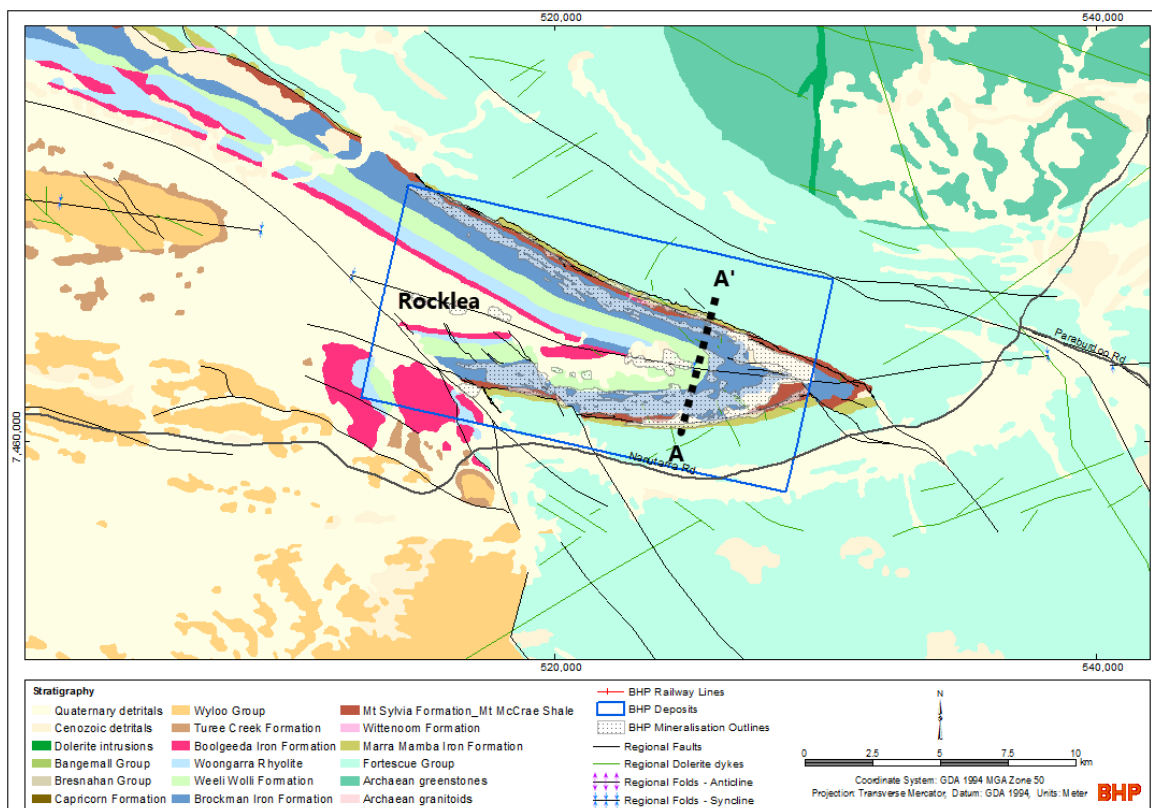 520,000
540,000
A'
Rocklea
Paraburdoo Rd
7,460,000
A
Nanutarra Rd
520,000
540,000
Stratigraphy
Quaternary detritals
Cenozoic detritals
Dolerite intrusions
Bangemall Group
Bresnahan Group
Capricorn Formation
Wyloo Group
Turee Creek Formation
Boolgeeda Iron Formation
Woongarra Rhyolite
Weeli Wolli Formation
Brockman Iron Formation
Mt Sylvia Formation_Mt McCrae Shale
Wittenoom Formation
Marra Mamba Iron Formation
Fortescue Group
Archaean greenstones
Archaean granitoids
BHP Railway Lines
BHP Deposits
BHP Mineralisation Outlines
Regional Faults
Regional Dolerite dykes
Regional Folds - Anticline
Regional Folds - Syncline
N
0 2.5 5 7.5 10
km
Coordinate System: GDA 1994 MGA Zone 50
Projection: Transverse Mercator, Datum: GDA 1994, Units: Meter
BHP